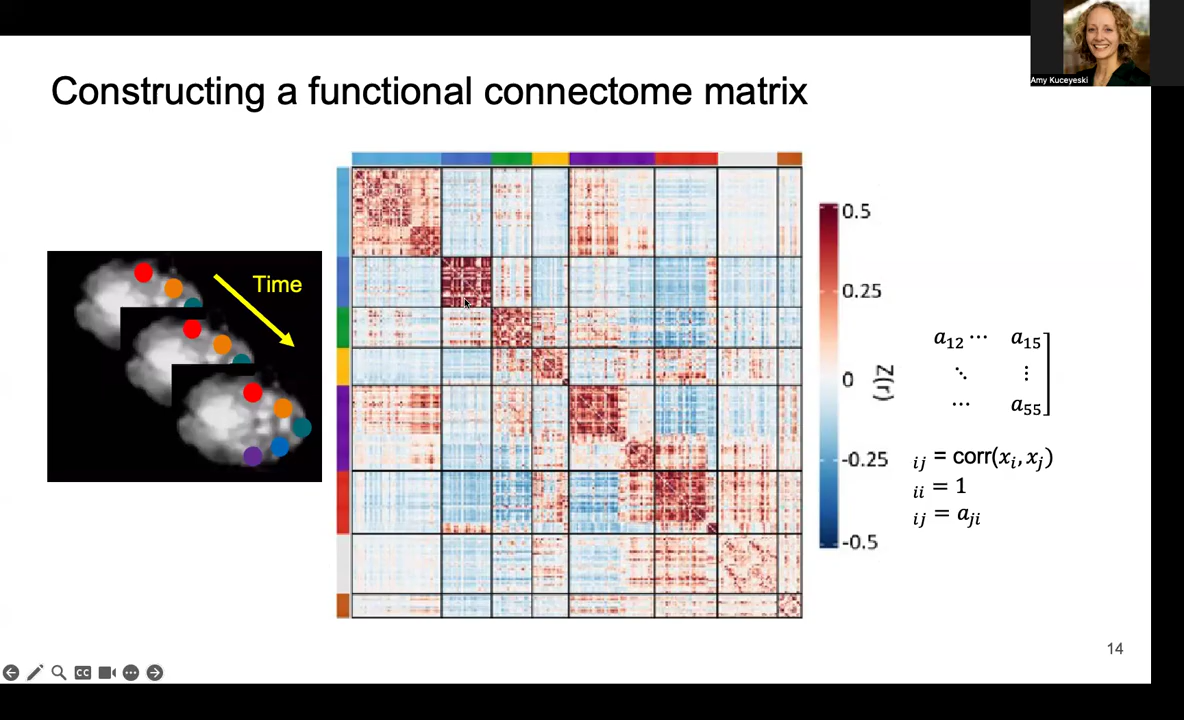 Amy Kuceyeski
Constructing a functional connectome matrix
Time
0.5
0.25
0
-0.25
-0.5
Z(r)
a12 ⋯ a15
⋱ ⋮
⋯ a55
ij = corr(xi, xj)
ii = 1
ij = aji
14
CC